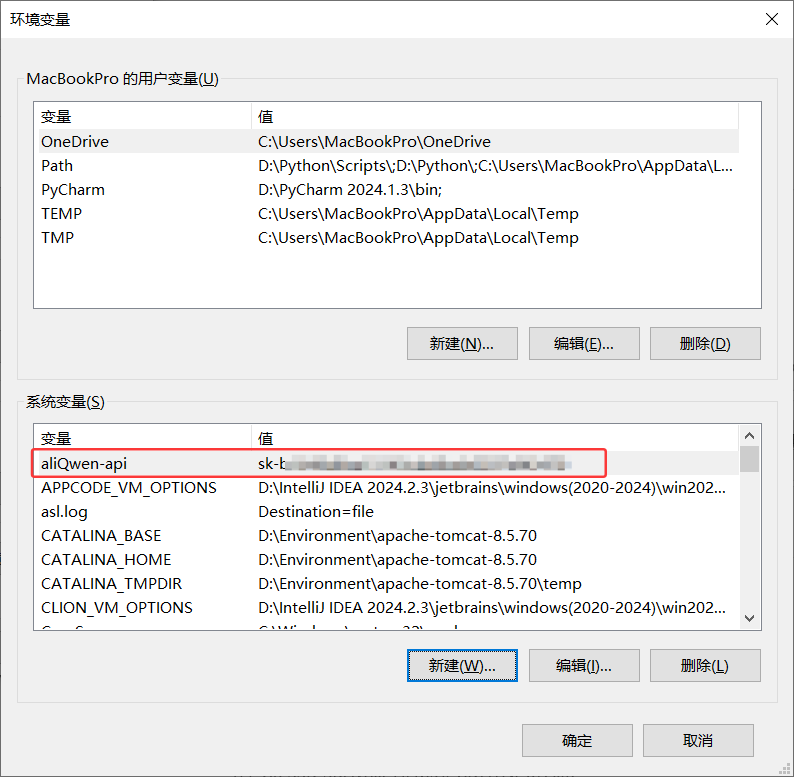 环境变量
MacBookPro 的用户变量(U)
变量 值
OneDrive C:\Users\MacBookPro\OneDrive
Path D:\Python\Scripts\;D:\Python\;C:\Users\MacBookPro\AppData\L...
PyCharm D:\PyCharm 2024.1.3\bin;
TEMP C:\Users\MacBookPro\AppData\Local\Temp
TMP C:\Users\MacBookPro\AppData\Local\Temp
新建(N)... 编辑(E)... 删除(D)
系统变量(S)
变量 值
aliQwen-api sk-b
APPCODE_VM_OPTIONS D:\IntelliJ IDEA 2024.2.3\jetbrains\windows(2020-2024)\win202...
asl.log Destination=file
CATALINA_BASE D:\Environment\apache-tomcat-8.5.70
CATALINA_HOME D:\Environment\apache-tomcat-8.5.70
CATALINA_TMPDIR D:\Environment\apache-tomcat-8.5.70\temp
CLION_VM_OPTIONS D:\IntelliJ IDEA 2024.2.3\jetbrains\windows(2020-2024)\win202...
新建(W)... 编辑(I)... 删除(L)
确定 取消